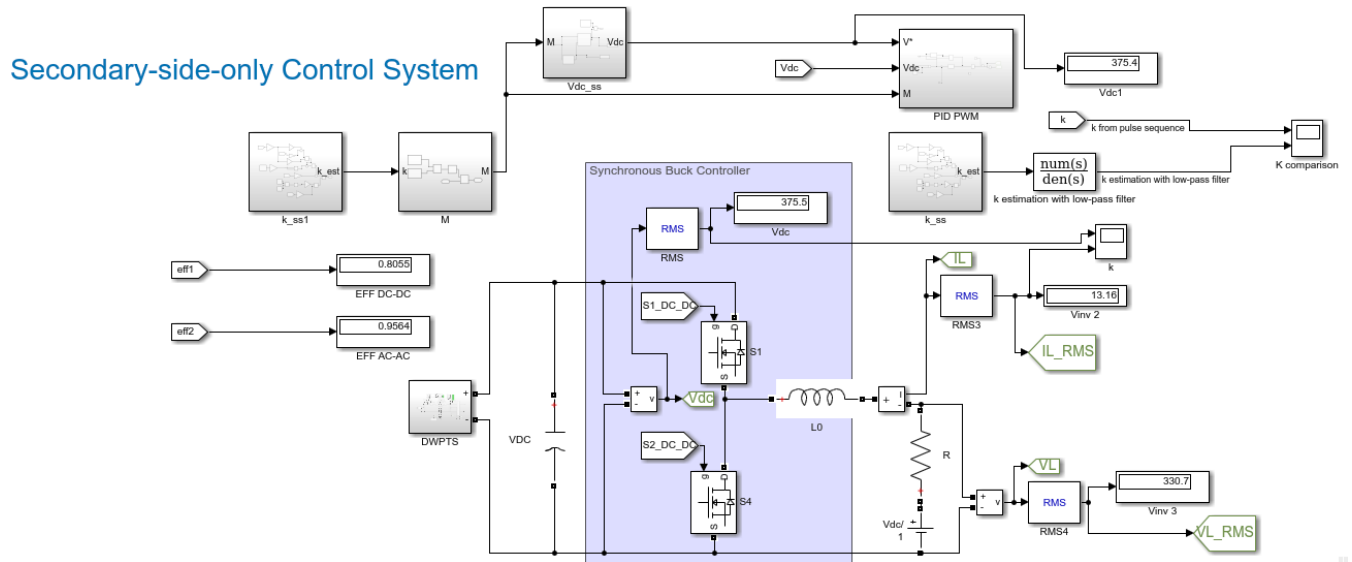 Secondary-side-only Control System
M
Vdc
Vdc_ss
Vdc
V*
Vdc
M
PID PWM
375.4
Vdc1
k
k from pulse sequence
K comparison
k_est
k_ss1
k
M
M
k_est
k_ss
num(s)
den(s)
k estimation with low-pass filter
k estimation with low-pass filter
Synchronous Buck Controller
RMS
RMS
375.5
Vdc
k
eff1
0.8055
EFF DC-DC
eff2
0.9564
EFF AC-AC
IL
RMS
RMS3
13.16
Vinv 2
IL_RMS
S1_DC_DC
g
D
S
S1
+
-
DWPTS
VDC
+
-
v
Vdc
L0
+
I
-
R
S2_DC_DC
g
D
S
S4
Vdc/
1
+
+
-
v
VL
RMS
RMS4
330.7
Vinv 3
VL_RMS